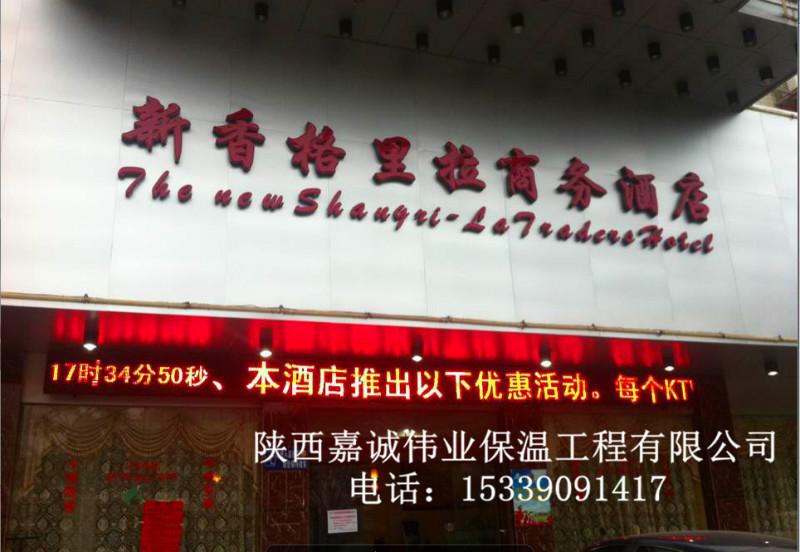 新香格里拉商务酒店
The new Shangri-La Traders Hotel
17时34分50秒、本酒店推出以下优惠活动。每个KTV
陕西嘉诚伟业保温工程有限公司
电话：15339091417